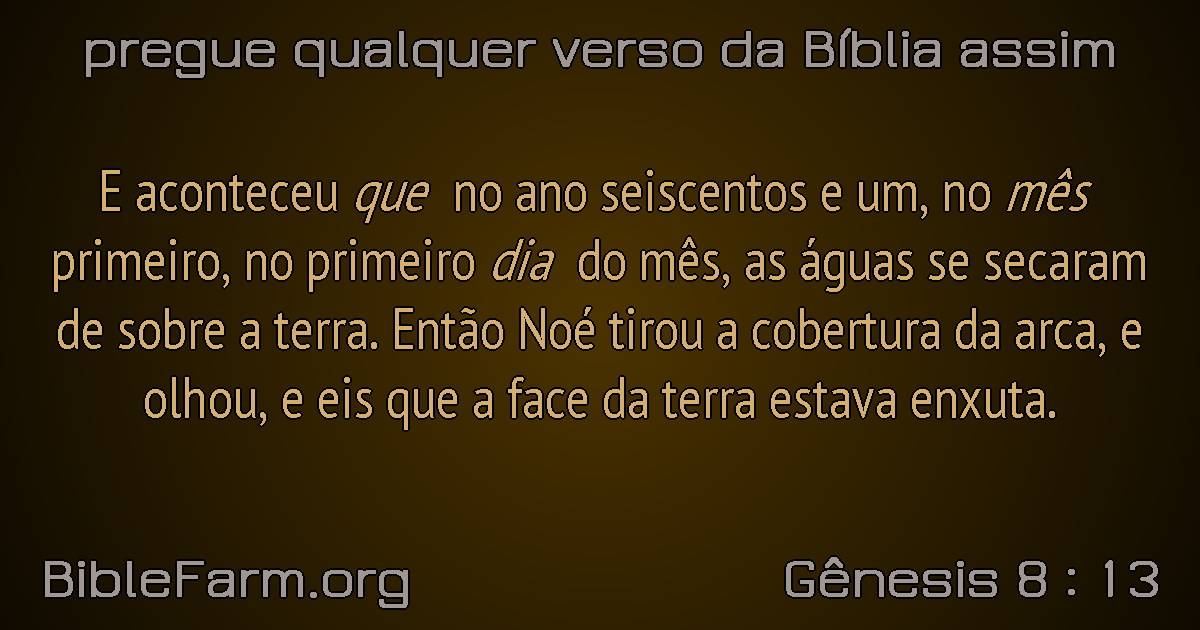 pregue qualquer verso da Bíblia assim
E aconteceu que no ano seiscentos e um, no mês
primeiro, no primeiro dia do mês, as águas se secaram
de sobre a terra. Então Noé tirou a cobertura da arca, e
olhou, e eis que a face da terra estava enxuta.
BibleFarm.org
Gênesis 8 : 13